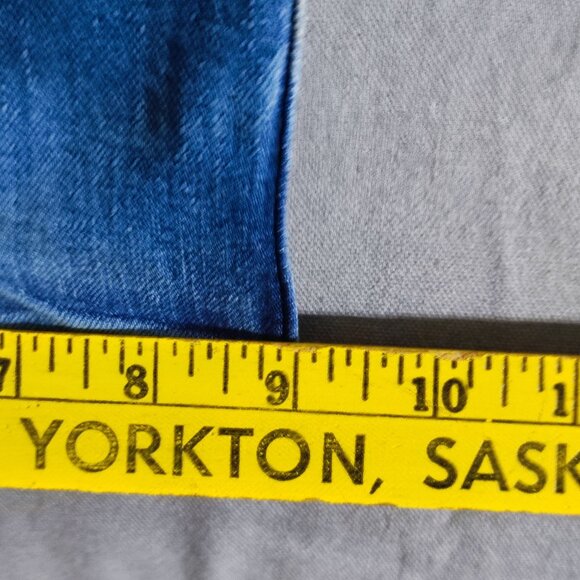 7 8 9 10 1
YORKTON, SASK